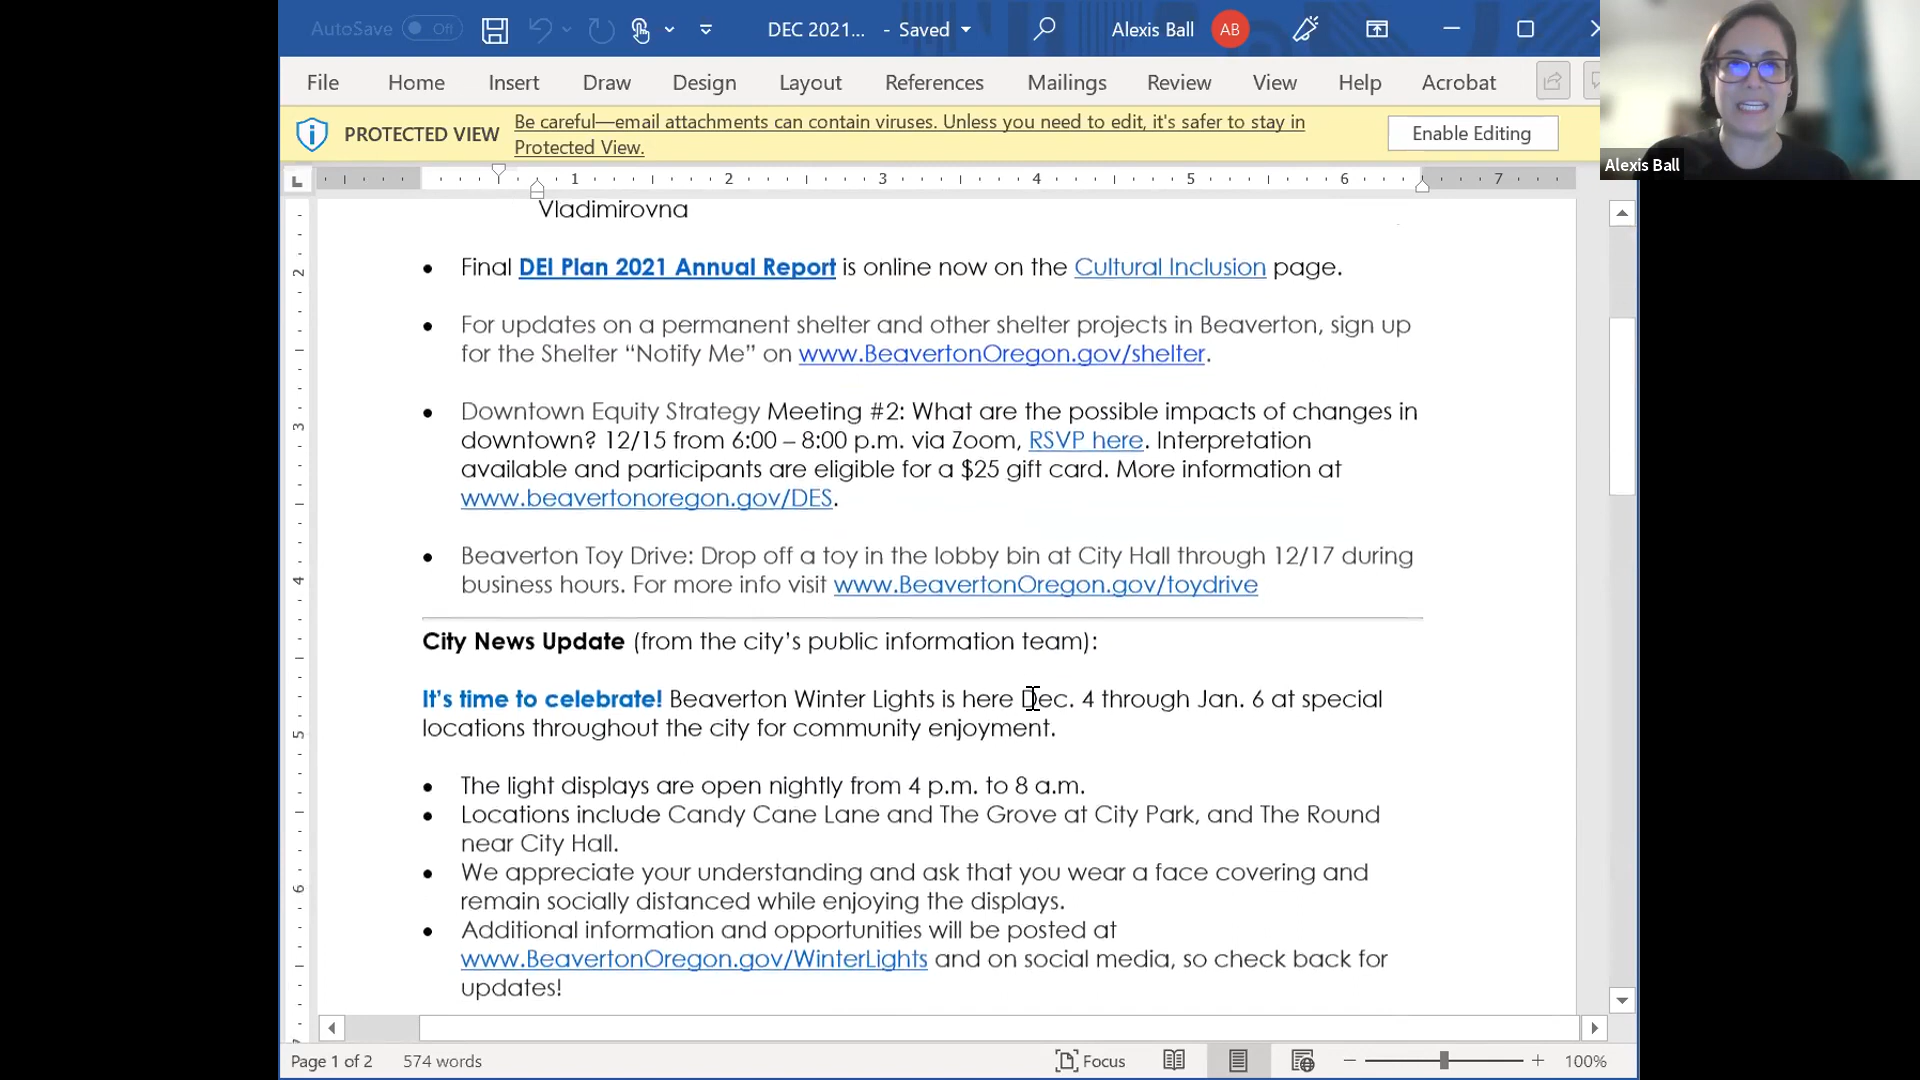 AutoSave Off DEC 2021... - Saved Alexis Ball AB
File Home Insert Draw Design Layout References Mailings Review View Help Acrobat
PROTECTED VIEW Be careful—email attachments can contain viruses. Unless you need to edit, it's safer to stay in
Protected View.
Enable Editing
Alexis Ball
1 2 3 4 5 6 7
Vladimirovna
• Final DEI Plan 2021 Annual Report is online now on the Cultural Inclusion page.
• For updates on a permanent shelter and other shelter projects in Beaverton, sign up
for the Shelter “Notify Me” on www.BeavertonOregon.gov/shelter.
• Downtown Equity Strategy Meeting #2: What are the possible impacts of changes in
downtown? 12/15 from 6:00 – 8:00 p.m. via Zoom, RSVP here. Interpretation
available and participants are eligible for a $25 gift card. More information at
www.beavertonoregon.gov/DES.
• Beaverton Toy Drive: Drop off a toy in the lobby bin at City Hall through 12/17 during
business hours. For more info visit www.BeavertonOregon.gov/toydrive
City News Update (from the city’s public information team):
It’s time to celebrate! Beaverton Winter Lights is here Dec. 4 through Jan. 6 at special
locations throughout the city for community enjoyment.
• The light displays are open nightly from 4 p.m. to 8 a.m.
• Locations include Candy Cane Lane and The Grove at City Park, and The Round
near City Hall.
• We appreciate your understanding and ask that you wear a face covering and
remain socially distanced while enjoying the displays.
• Additional information and opportunities will be posted at
www.BeavertonOregon.gov/WinterLights and on social media, so check back for
updates!
2
3
4
5
6
Page 1 of 2 574 words Focus 100%